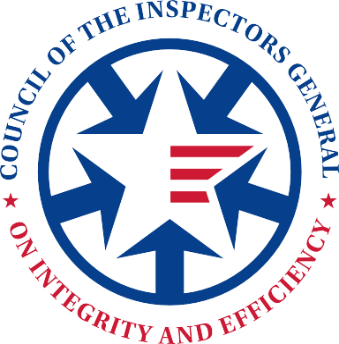 COUNCIL OF THE INSPECTORS GENERAL
ON INTEGRITY AND EFFICIENCY